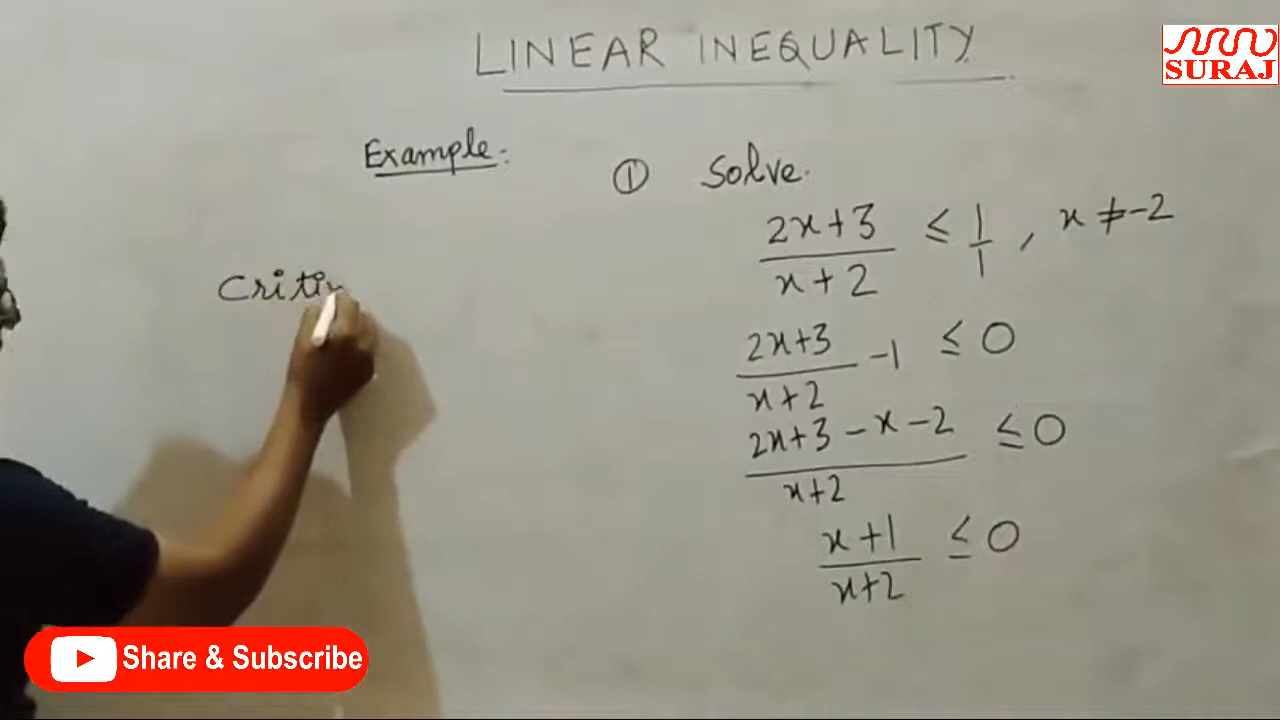 LINEAR INEQUALITY
SURAJ
Example:
① Solve.
(2x+3)/(x+2) ≤ 1/1 , x ≠ -2
(2x+3)/(x+2) -1 ≤ 0
(2x+3-x-2)/(x+2) ≤ 0
(x+1)/(x+2) ≤ 0
Share & Subscribe